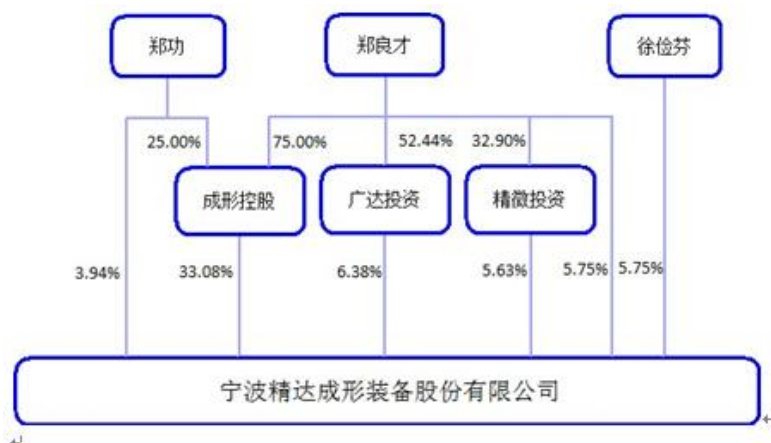 郑功
郑良才
徐俭芬
25.00%
75.00%
52.44%
32.90%
成形控股
广达投资
精微投资
3.94%
33.08%
6.38%
5.63%
5.75%
5.75%
宁波精达成形装备股份有限公司